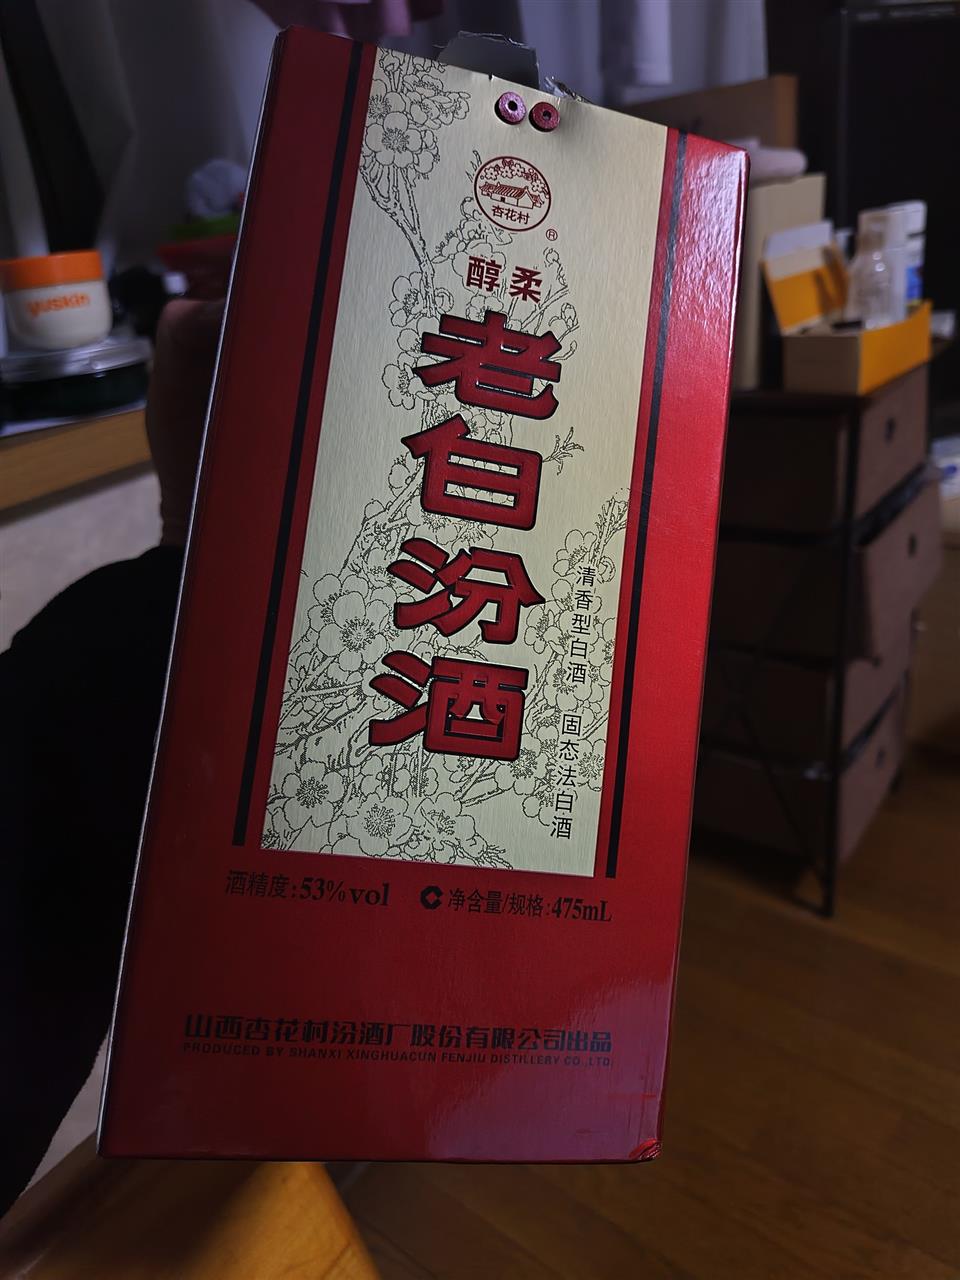 杏花村
®
醇柔
老白汾酒
清香型白酒 固态法白酒
酒精度:53%vol 净含量/规格:475mL
山西杏花村汾酒厂股份有限公司出品
PRODUCED BY SHANXI XINGHUACUN FENJIU DISTILLERY CO.,LTD.
yuskin